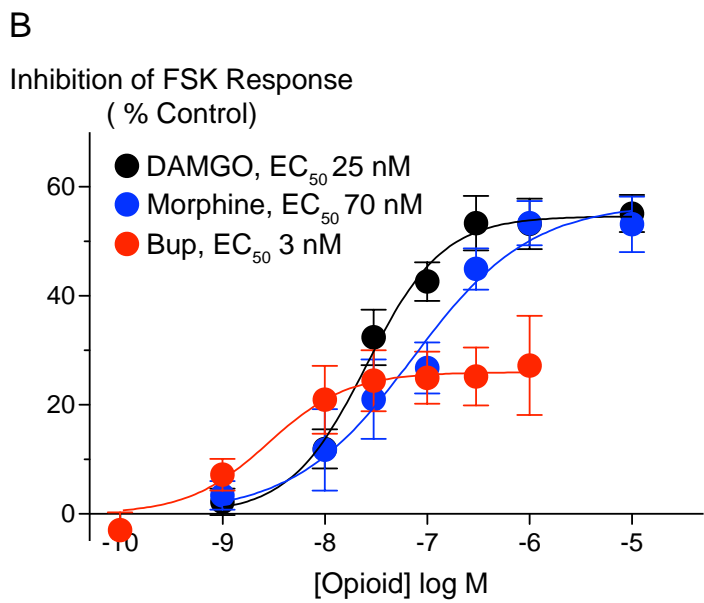 B
Inhibition of FSK Response
( % Control)
DAMGO, EC50 25 nM
Morphine, EC50 70 nM
Bup, EC50 3 nM
60
40
20
0
-10 -9 -8 -7 -6 -5
[Opioid] log M